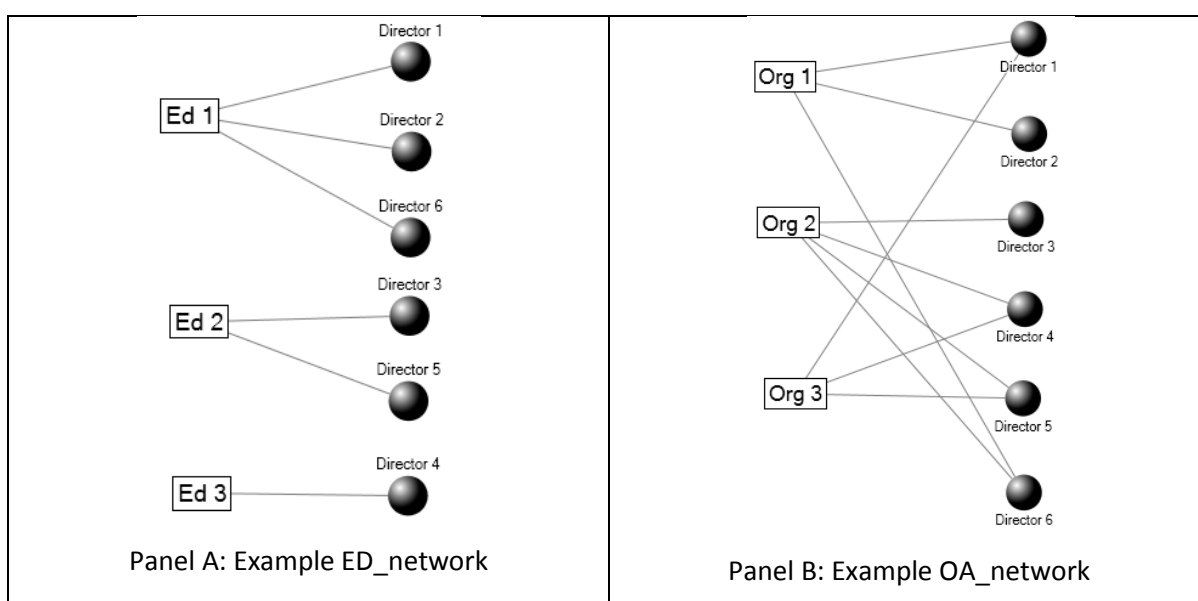 Director 1
Ed 1
Director 2
Director 6
Director 3
Ed 2
Director 5
Director 4
Ed 3
Panel A: Example ED_network
Director 1
Org 1
Director 2
Org 2
Director 3
Director 4
Org 3
Director 5
Director 6
Panel B: Example OA_network